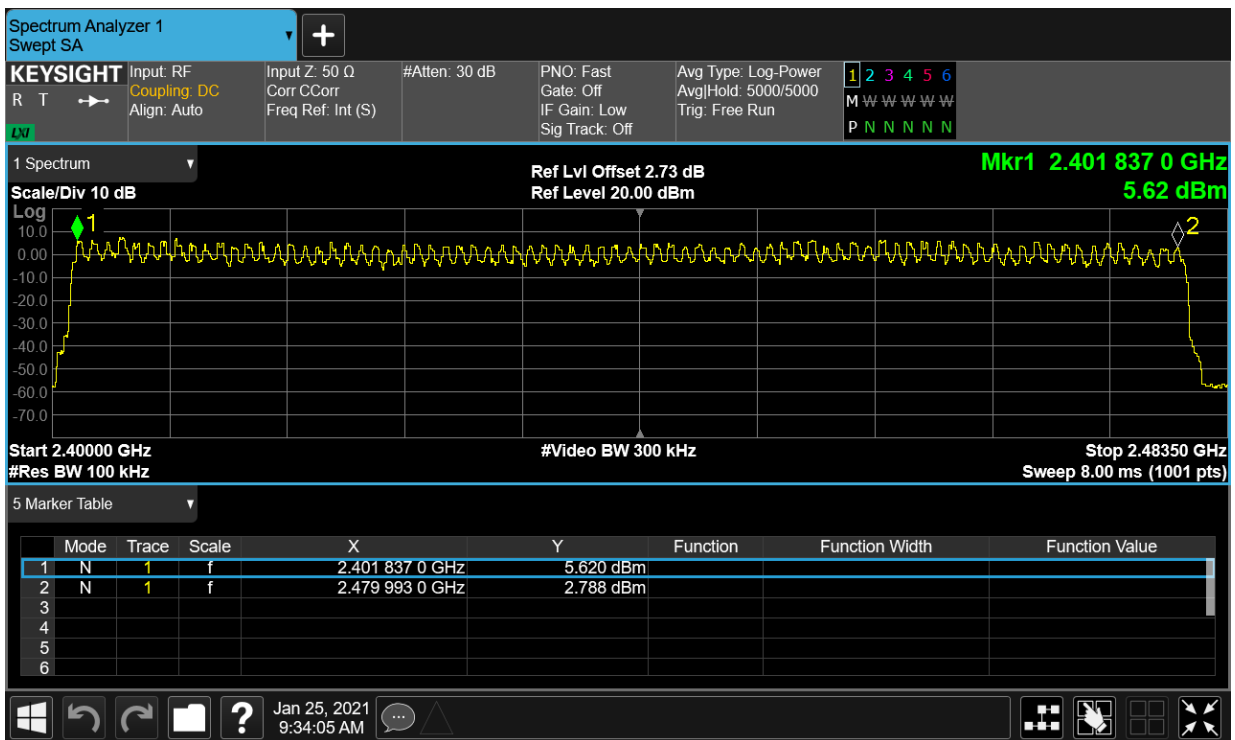 Spectrum Analyzer 1
Swept SA
+
KEYSIGHT
R T
LXI
Input: RF
Coupling: DC
Align: Auto
Input Z: 50 Ω
Corr CCorr
Freq Ref: Int (S)
#Atten: 30 dB
PNO: Fast
Gate: Off
IF Gain: Low
Sig Track: Off
Avg Type: Log-Power
Avg|Hold: 5000/5000
Trig: Free Run
1 2 3 4 5 6
M W W W W W
P N N N N N
1 Spectrum
Scale/Div 10 dB
Ref Lvl Offset 2.73 dB
Ref Level 20.00 dBm
Mkr1 2.401 837 0 GHz
5.62 dBm
Log
10.0
0.00
-10.0
-20.0
-30.0
-40.0
-50.0
-60.0
-70.0
1
2
Start 2.40000 GHz
#Res BW 100 kHz
#Video BW 300 kHz
Stop 2.48350 GHz
Sweep 8.00 ms (1001 pts)
5 Marker Table
Mode Trace Scale X Y Function Function Width Function Value
1 N 1 f 2.401 837 0 GHz 5.620 dBm
2 N 1 f 2.479 993 0 GHz 2.788 dBm
3
4
5
6
?
Jan 25, 2021
9:34:05 AM